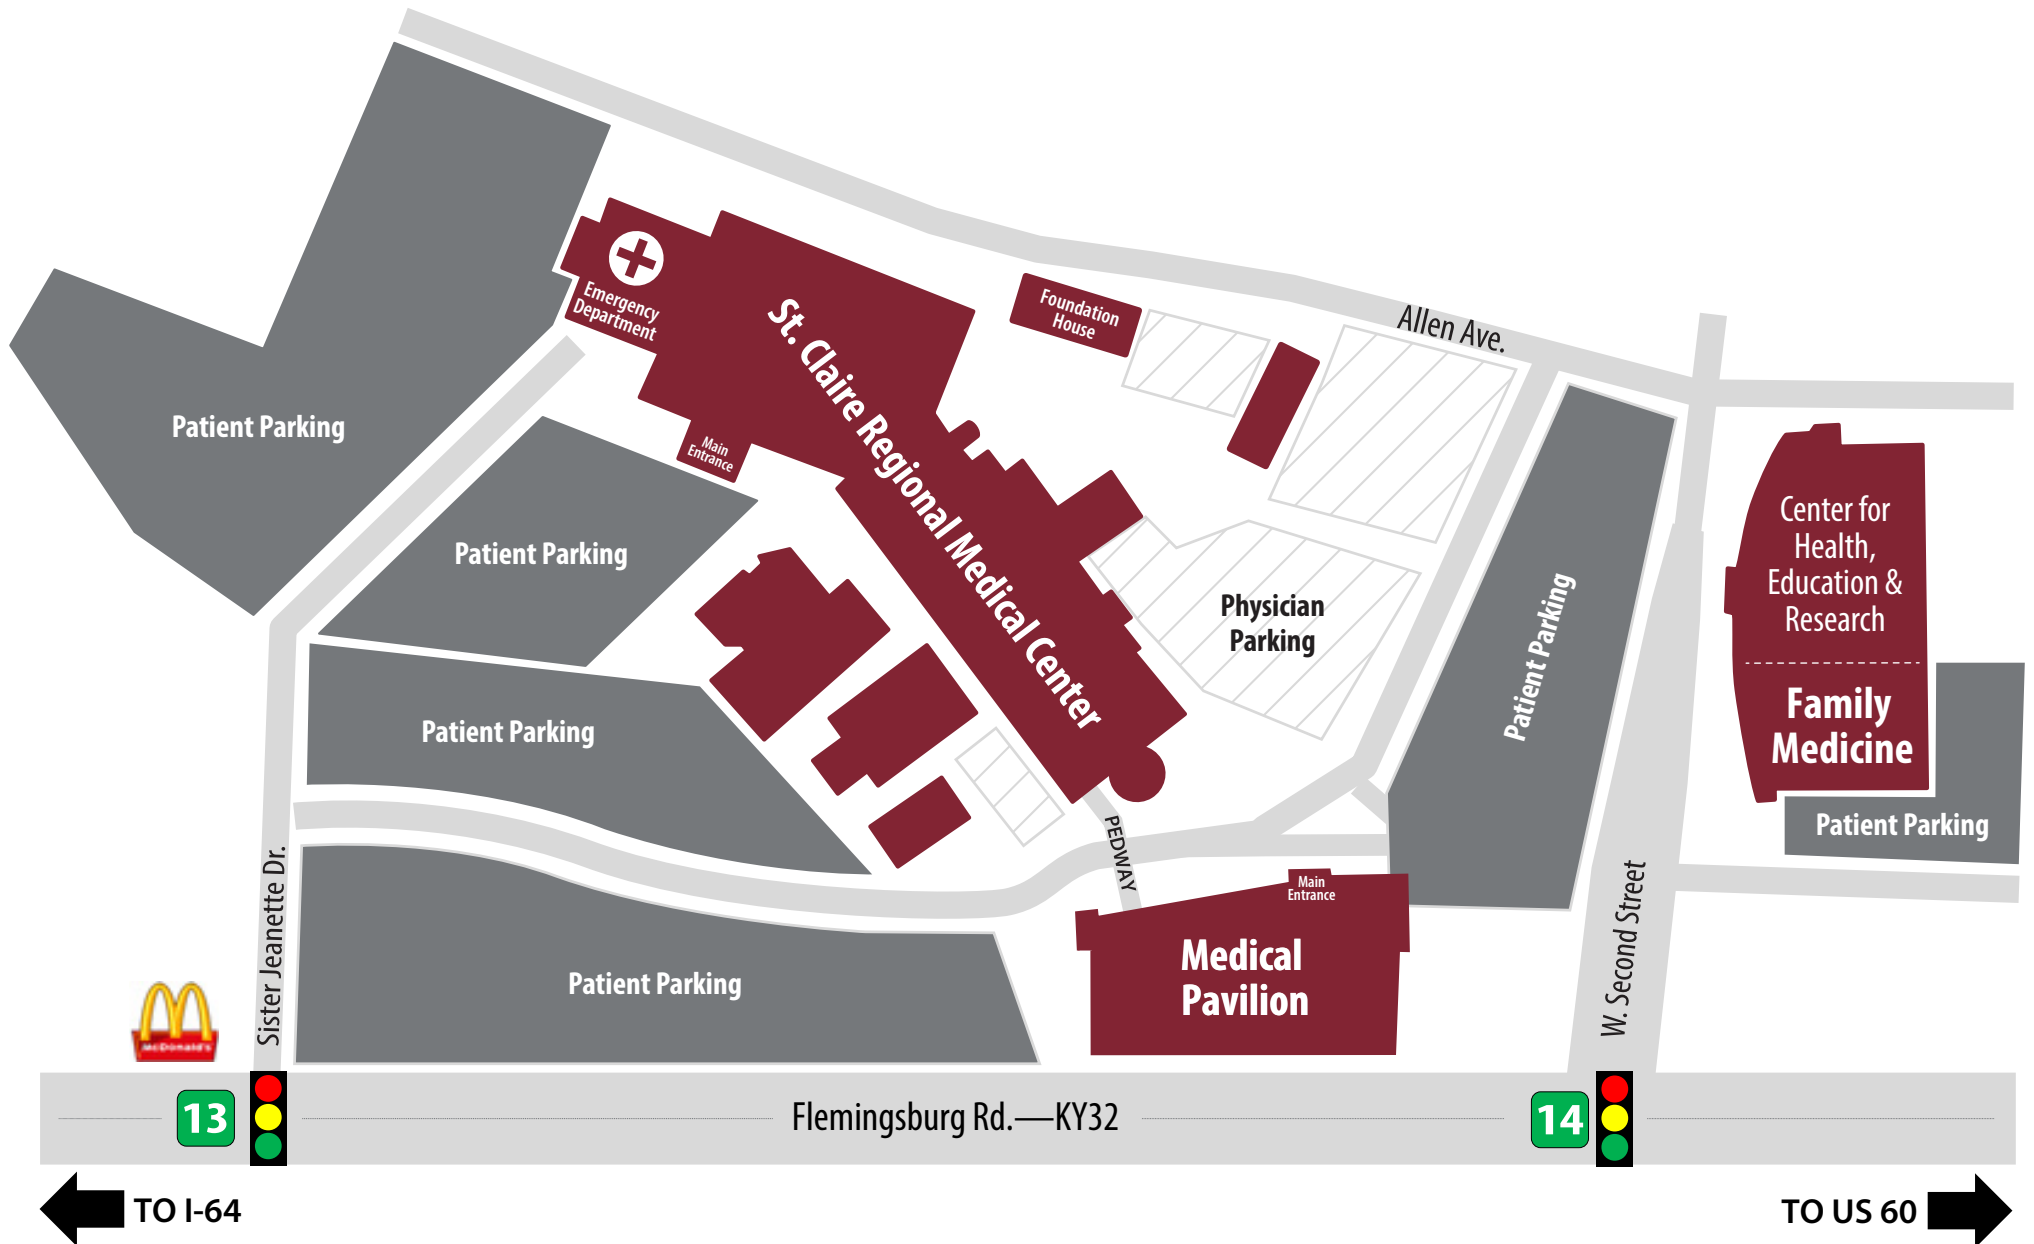 Emergency
Department
St. Claire Regional Medical Center
Foundation
House
Allen Ave.
Patient Parking
Main
Entrance
Patient Parking
Center for
Health,
Education &
Research
Physician
Parking
Patient Parking
Family
Medicine
Patient Parking
Patient Parking
PEDWAY
Main
Entrance
Sister Jeanette Dr.
W. Second Street
Patient Parking
Medical
Pavilion
McDonald's
13
Flemingsburg Rd.—KY32
14
TO I-64
TO US 60